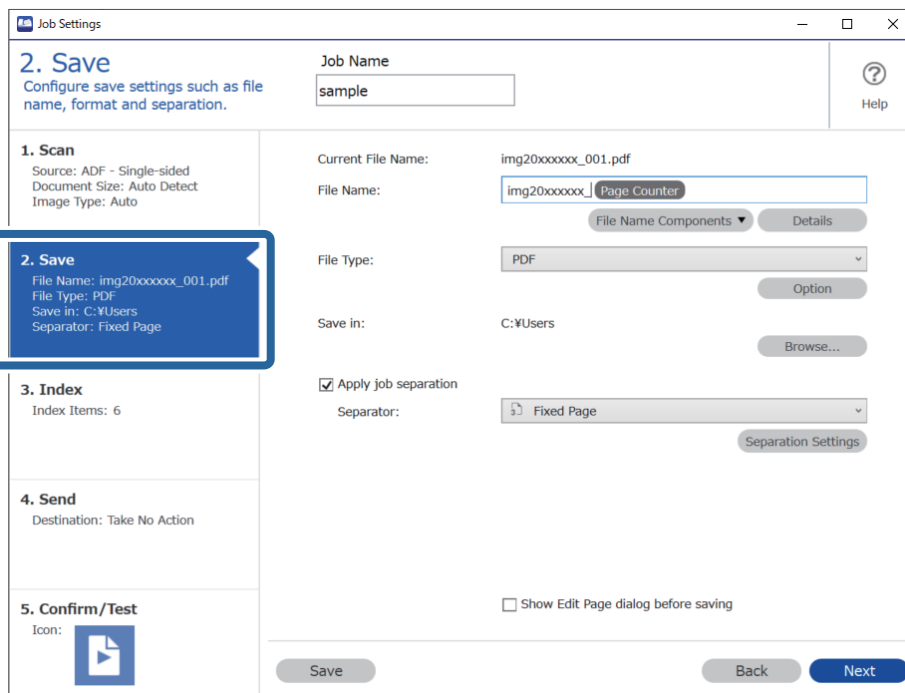 Job Settings
2. Save
Configure save settings such as file
name, format and separation.
Job Name
sample
Help
1. Scan
Source: ADF - Single-sided
Document Size: Auto Detect
Image Type: Auto
2. Save
File Name: img20xxxxxx_001.pdf
File Type: PDF
Save in: C:¥Users
Separator: Fixed Page
3. Index
Index Items: 6
4. Send
Destination: Take No Action
5. Confirm/Test
Icon:
Current File Name: img20xxxxxx_001.pdf
File Name: img20xxxxxx_ Page Counter
File Name Components ▼ Details
File Type: PDF
Option
Save in: C:¥Users
Browse...
Apply job separation
Separator: 3 Fixed Page
Separation Settings
Show Edit Page dialog before saving
Save Back Next